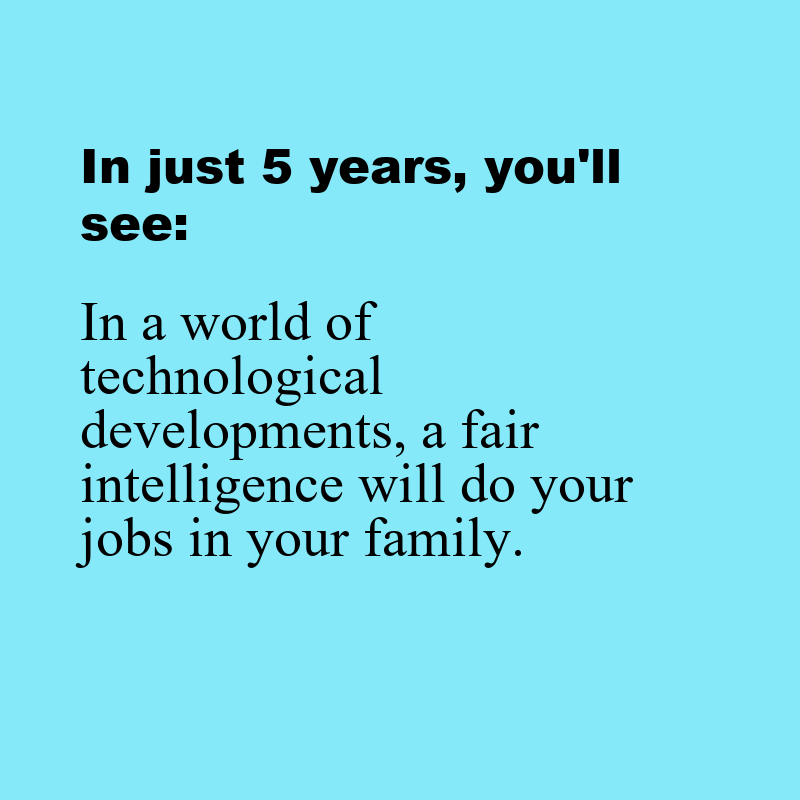 In just 5 years, you'll
see:
In a world of
technological
developments, a fair
intelligence will do your
jobs in your family.